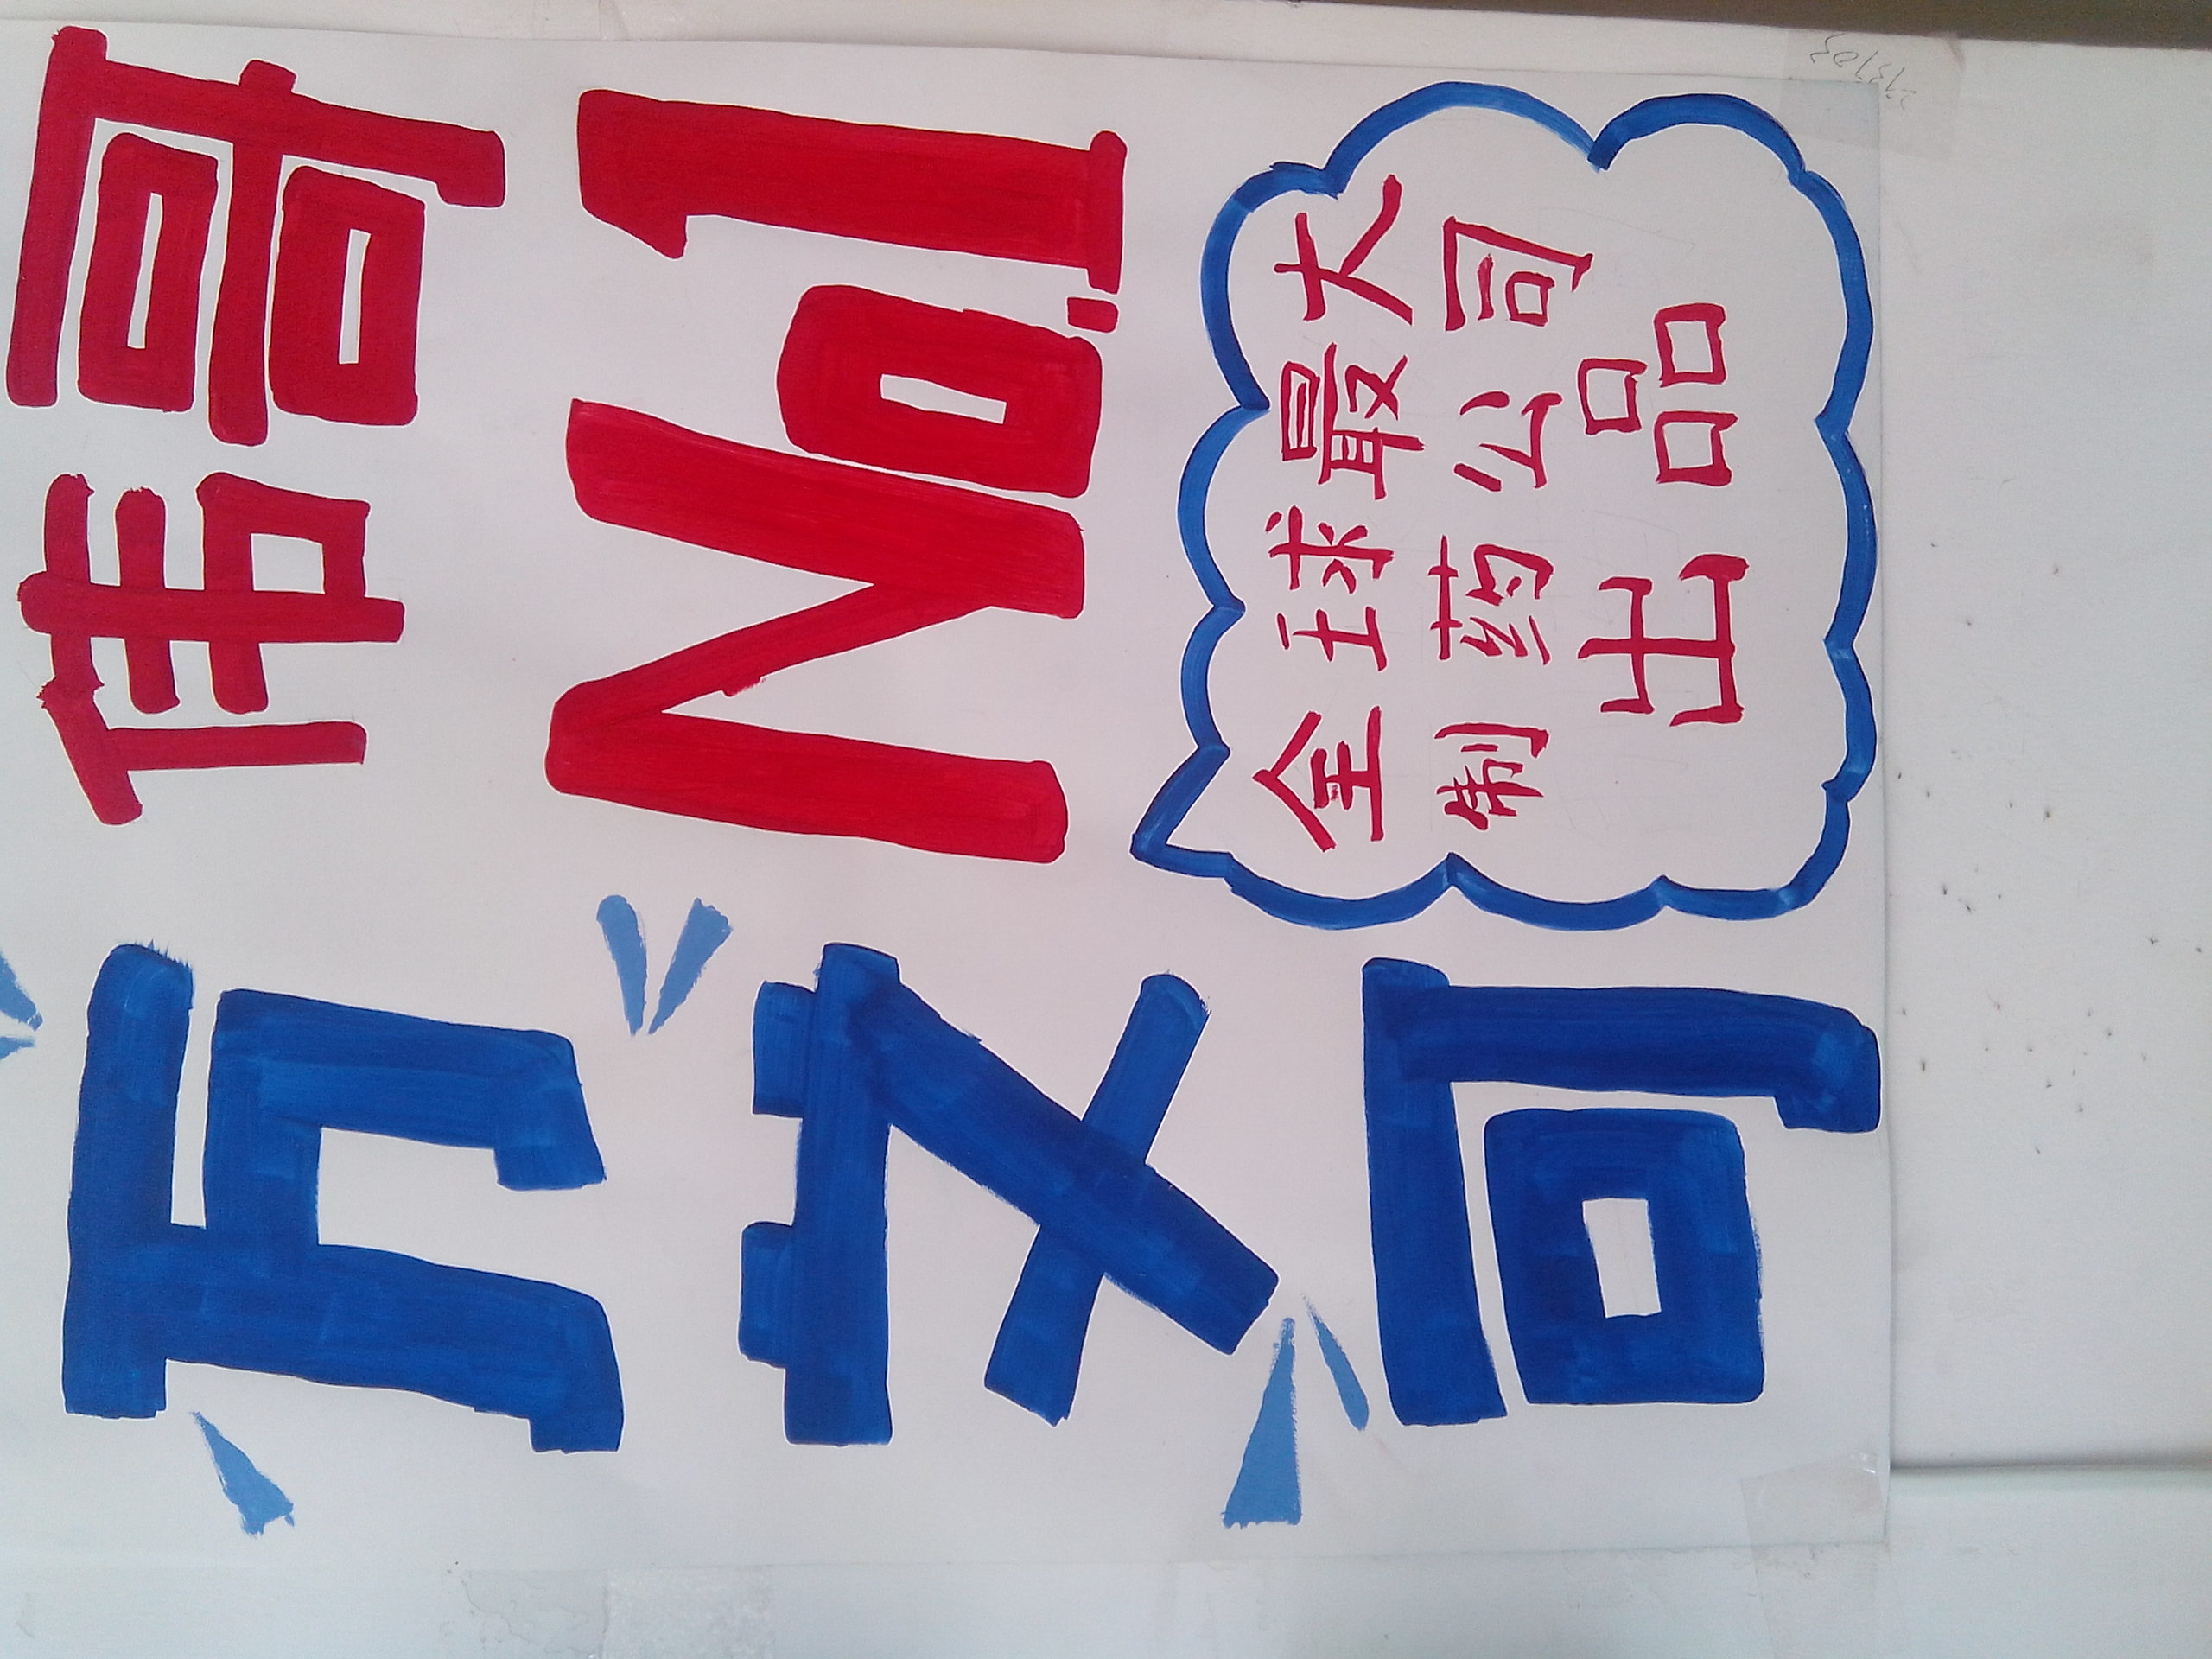 万艾可
伟哥
No.1
全球最大
制药公司
出品